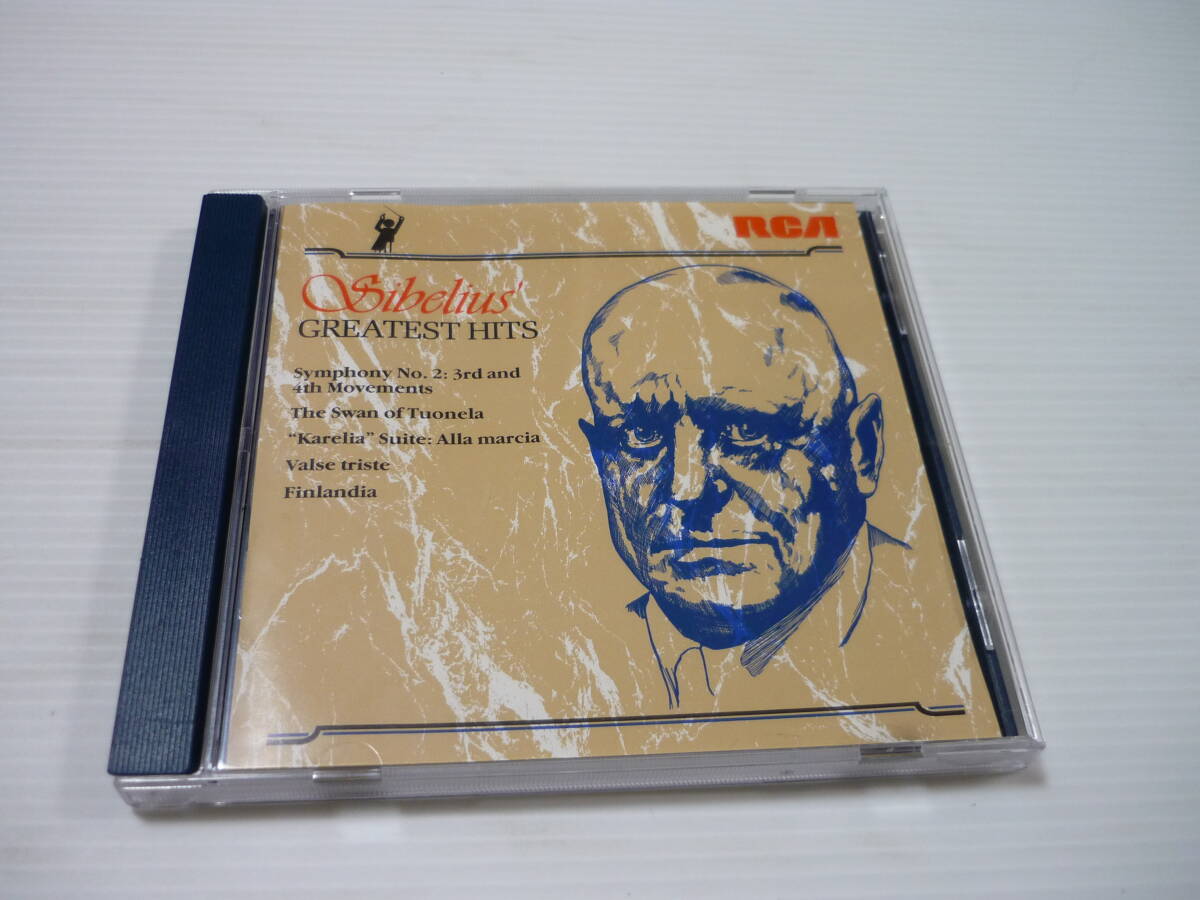 RCA
Sibelius'
GREATEST HITS
Symphony No. 2: 3rd and
4th Movements
The Swan of Tuonela
“Karelia” Suite: Alla marcia
Valse triste
Finlandia